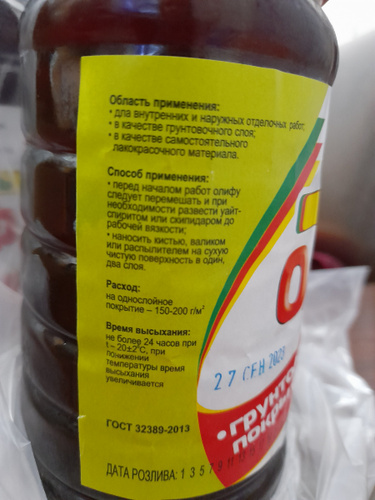 Область применения:
• для внутренних и наружных отделочных работ;
• в качестве грунтовочного слоя;
• в качестве самостоятельного
лакокрасочного материала.
Способ применения:
• перед началом работ олифу
следует перемешать и при
необходимости развести уайт-
спиритом или скипидаром до
рабочей вязкости;
• наносить кистью, валиком
или распылителем на сухую
чистую поверхность в один,
два слоя.
Расход:
на однослойное
покрытие – 150-200 г/м²
Время высыхания:
не более 24 часов при
t – 20±2°С, при
понижении
температуры время
высыхания
увеличивается
ГОСТ 32389-2013
ДАТА РОЗЛИВА: 1 3 5 7
О
27 СЕН 2023
• ГРУНТО
ПОКРЫ